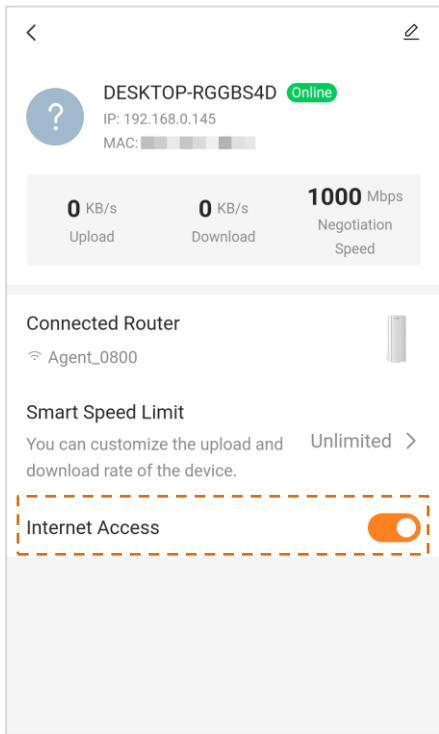 ?
DESKTOP-RGGBS4D Online
IP: 192.168.0.145
MAC:
0 KB/s
Upload
0 KB/s
Download
1000 Mbps
Negotiation
Speed
Connected Router
Agent_0800
Smart Speed Limit
You can customize the upload and
download rate of the device.
Unlimited
Internet Access